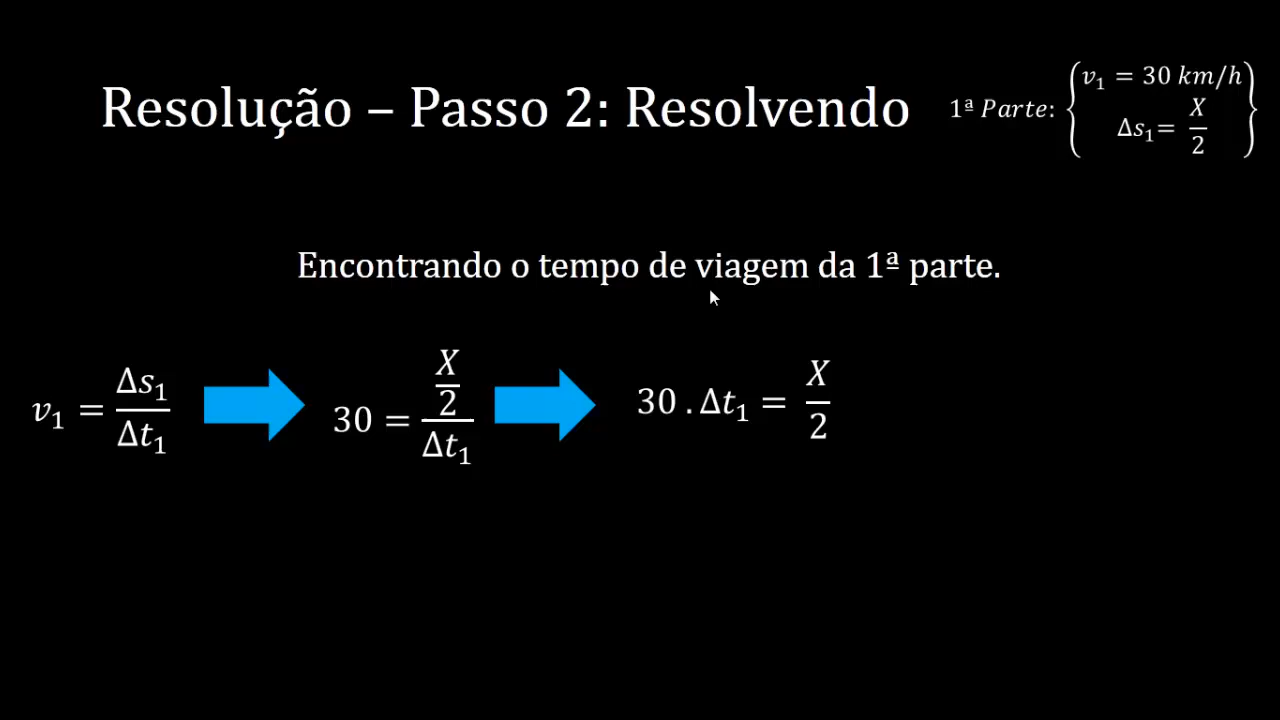 Resolução – Passo 2: Resolvendo
1ª Parte: {v₁ = 30 km/h
Δs₁= X/2}
Encontrando o tempo de viagem da 1ª parte.
v₁ = Δs₁/Δt₁
30 = (X/2)/Δt₁
30 . Δt₁ = X/2